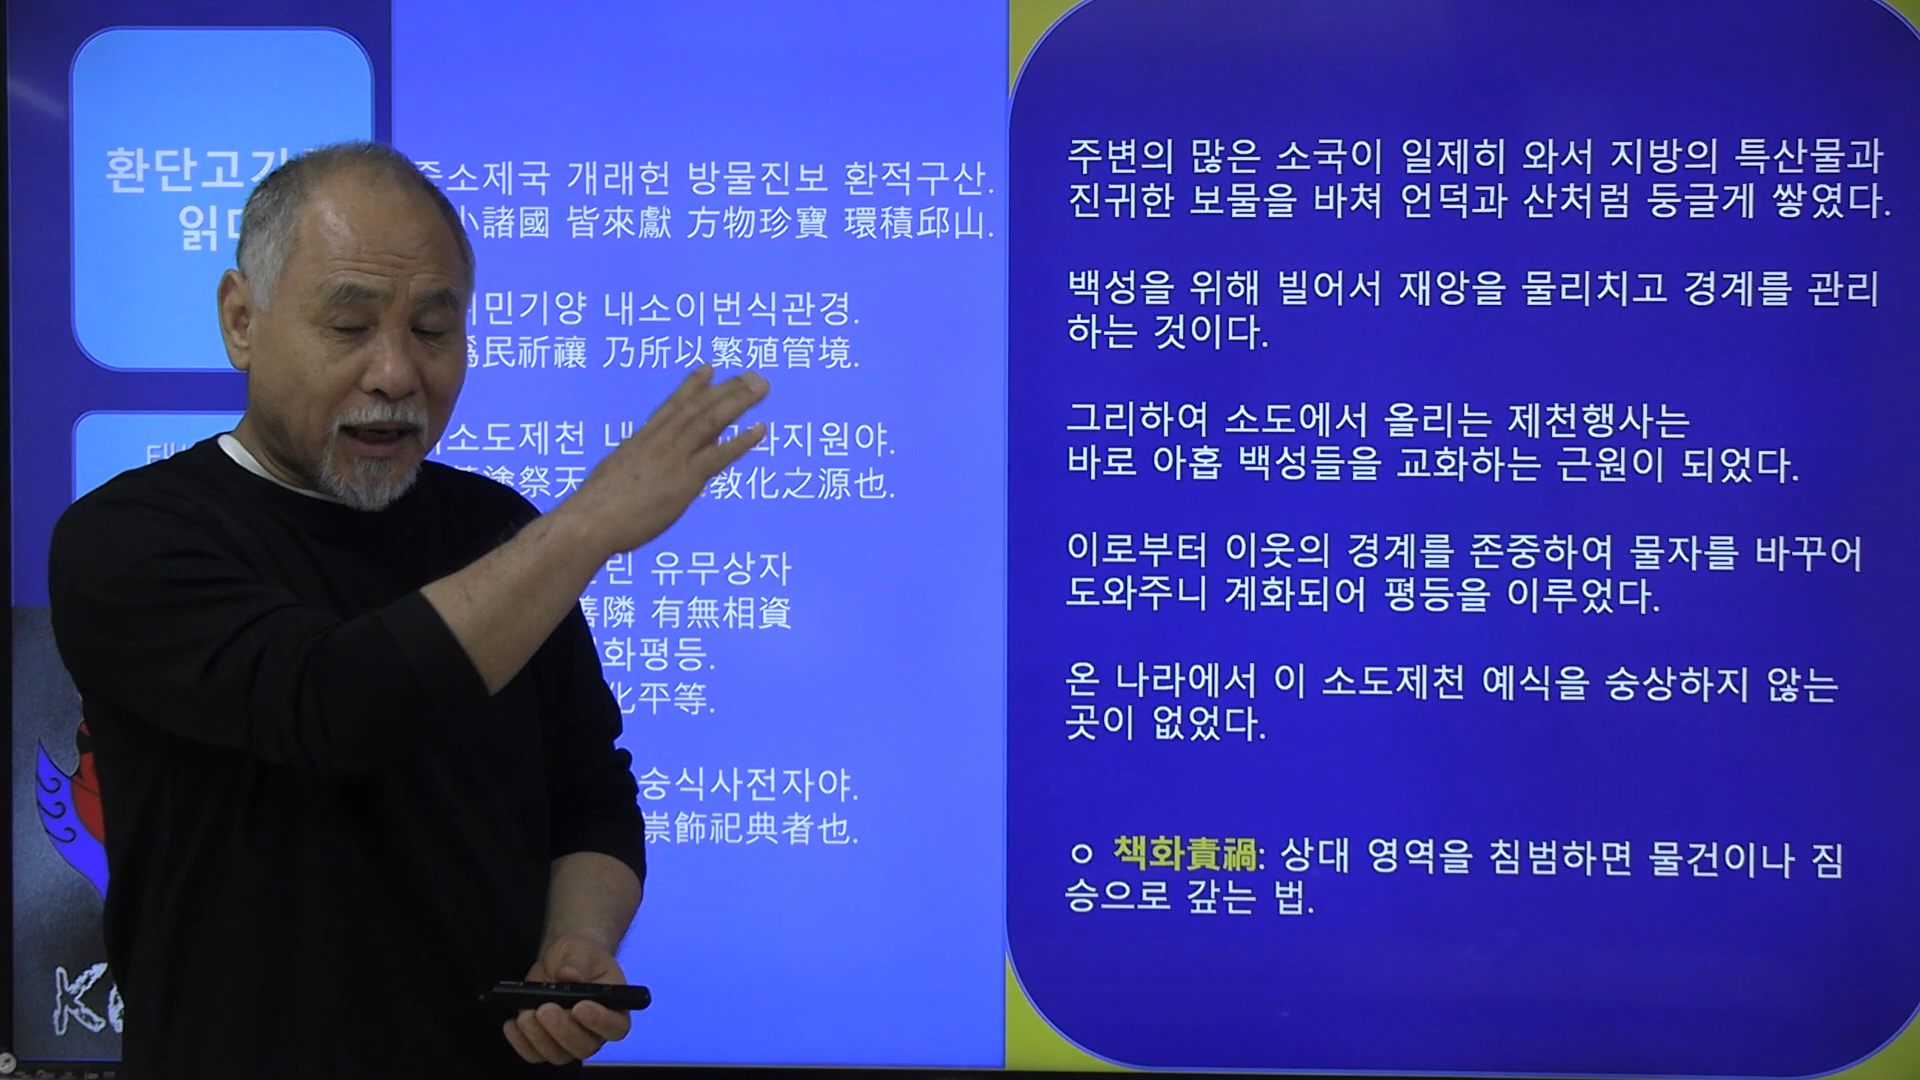 환단고기
읽
주변의 많은 소국이 일제히 와서 지방의 특산물과
진귀한 보물을 바쳐 언덕과 산처럼 둥글게 쌓였다.
백성을 위해 빌어서 재앙을 물리치고 경계를 관리
하는 것이다.
그리하여 소도에서 올리는 제천행사는
바로 아홉 백성들을 교화하는 근원이 되었다.
이로부터 이웃의 경계를 존중하여 물자를 바꾸어
도와주니 계화되어 평등을 이루었다.
온 나라에서 이 소도제천 예식을 숭상하지 않는
곳이 없었다.
ㅇ 책화責禍: 상대 영역을 침범하면 물건이나 짐
승으로 갚는 법.
중소제국 개래헌 방물진보 환적구산.
小諸國 皆來獻 方物珍寶 環積邱山.
민기양 내소이번식관경.
爲民祈禳 乃所以繁殖管境.
소도제천 화지원야.
塗祭天 敎化之源也.
린 유무상자
善隣 有無相資
화평등.
化平等.
숭식사전자야.
崇飾祀典者也.